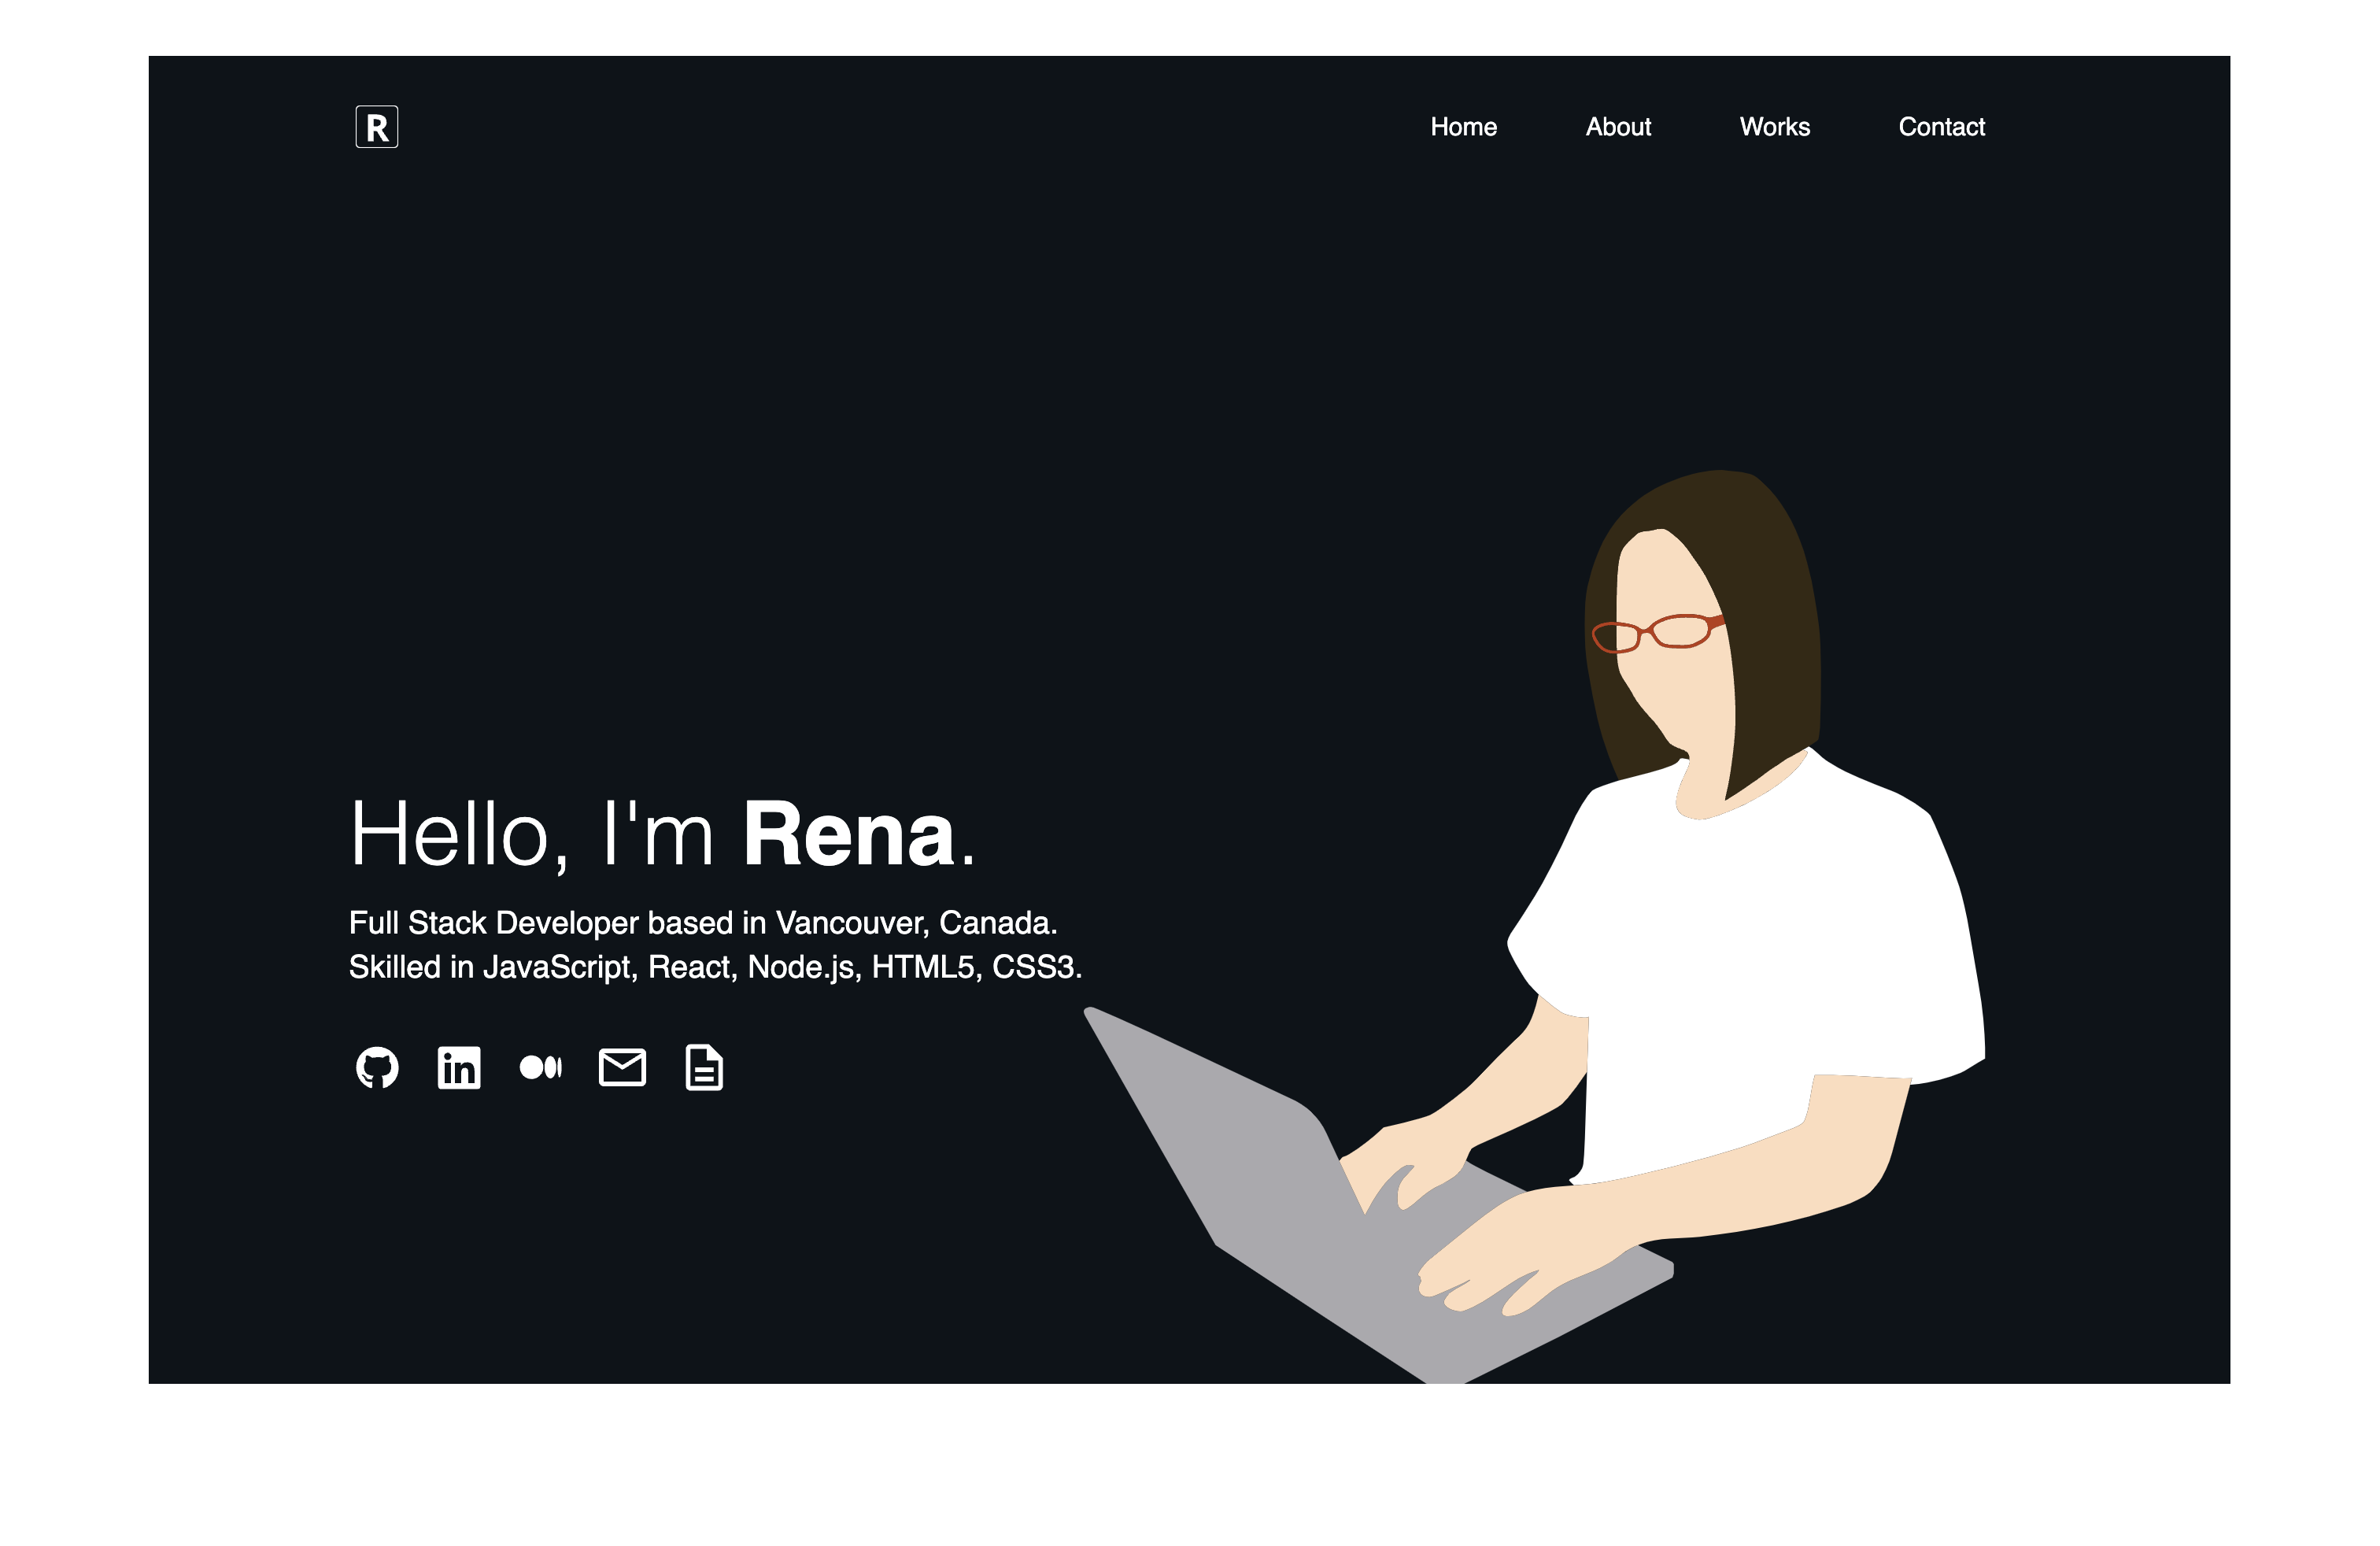 R
Home About Works Contact
Hello, I'm Rena.
Full Stack Developer based in Vancouver, Canada.
Skilled in JavaScript, React, Node.js, HTML5, CSS3.
in